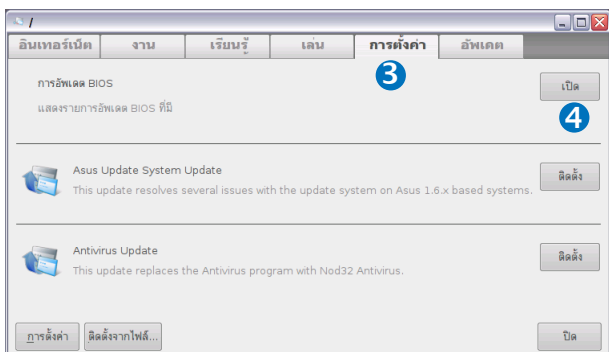 /
อินเทอร์เน็ต งาน เรียนรู้ เล่น การตั้งค่า อัพเดต
3
การอัพเดต BIOS
เปิด
แสดงรายการอัพเดต BIOS ที่มี
4
Asus Update System Update
ติดตั้ง
This update resolves several issues with the update system on Asus 1.6.x based systems.
Antivirus Update
ติดตั้ง
This update replaces the Antivirus program with Nod32 Antivirus.
การตั้งค่า ติดตั้งจากไฟล์... ปิด